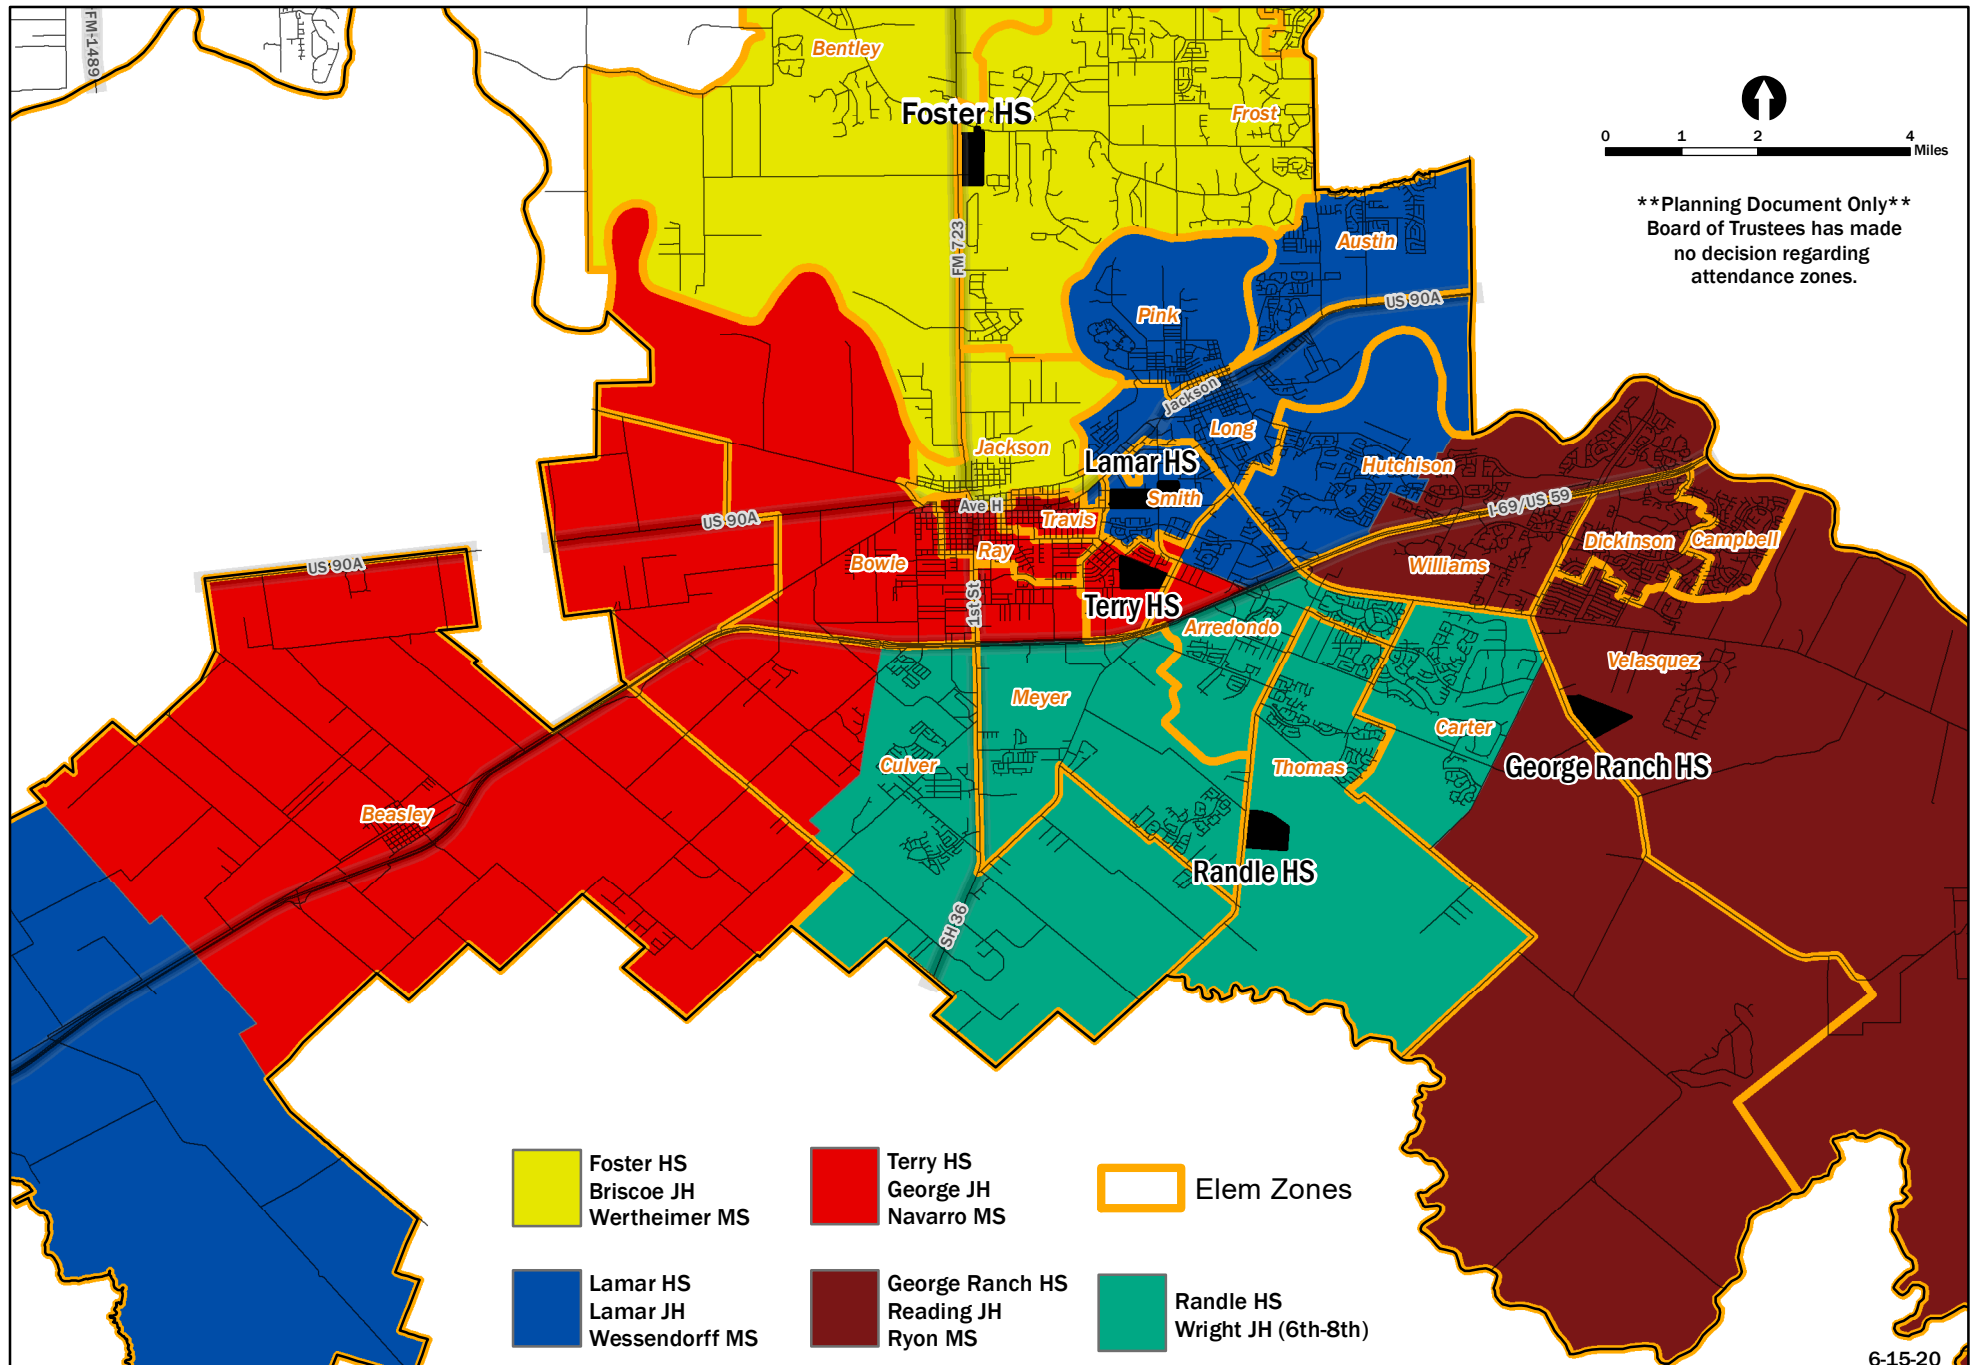 FM-1489
Bentley
Foster HS
Frost
0 1 2 4
Miles
**Planning Document Only**
Board of Trustees has made
no decision regarding
attendance zones.
FM 723
Austin
US 90A
Pink
Jackson
Long
Jackson
Lamar HS
Hutchison
Smith
Ave H
I-69/US 59
US 90A
Travis
Ray
Bowie
Dickinson
Campbell
Williams
US 90A
1st St
Terry HS
Arredondo
Velasquez
Meyer
Carter
Culver
Thomas
George Ranch HS
Beasley
Randle HS
SH 36
Foster HS
Briscoe JH
Wertheimer MS
Terry HS
George JH
Navarro MS
Elem Zones
Lamar HS
Lamar JH
Wessendorff MS
George Ranch HS
Reading JH
Ryon MS
Randle HS
Wright JH (6th-8th)
6-15-20